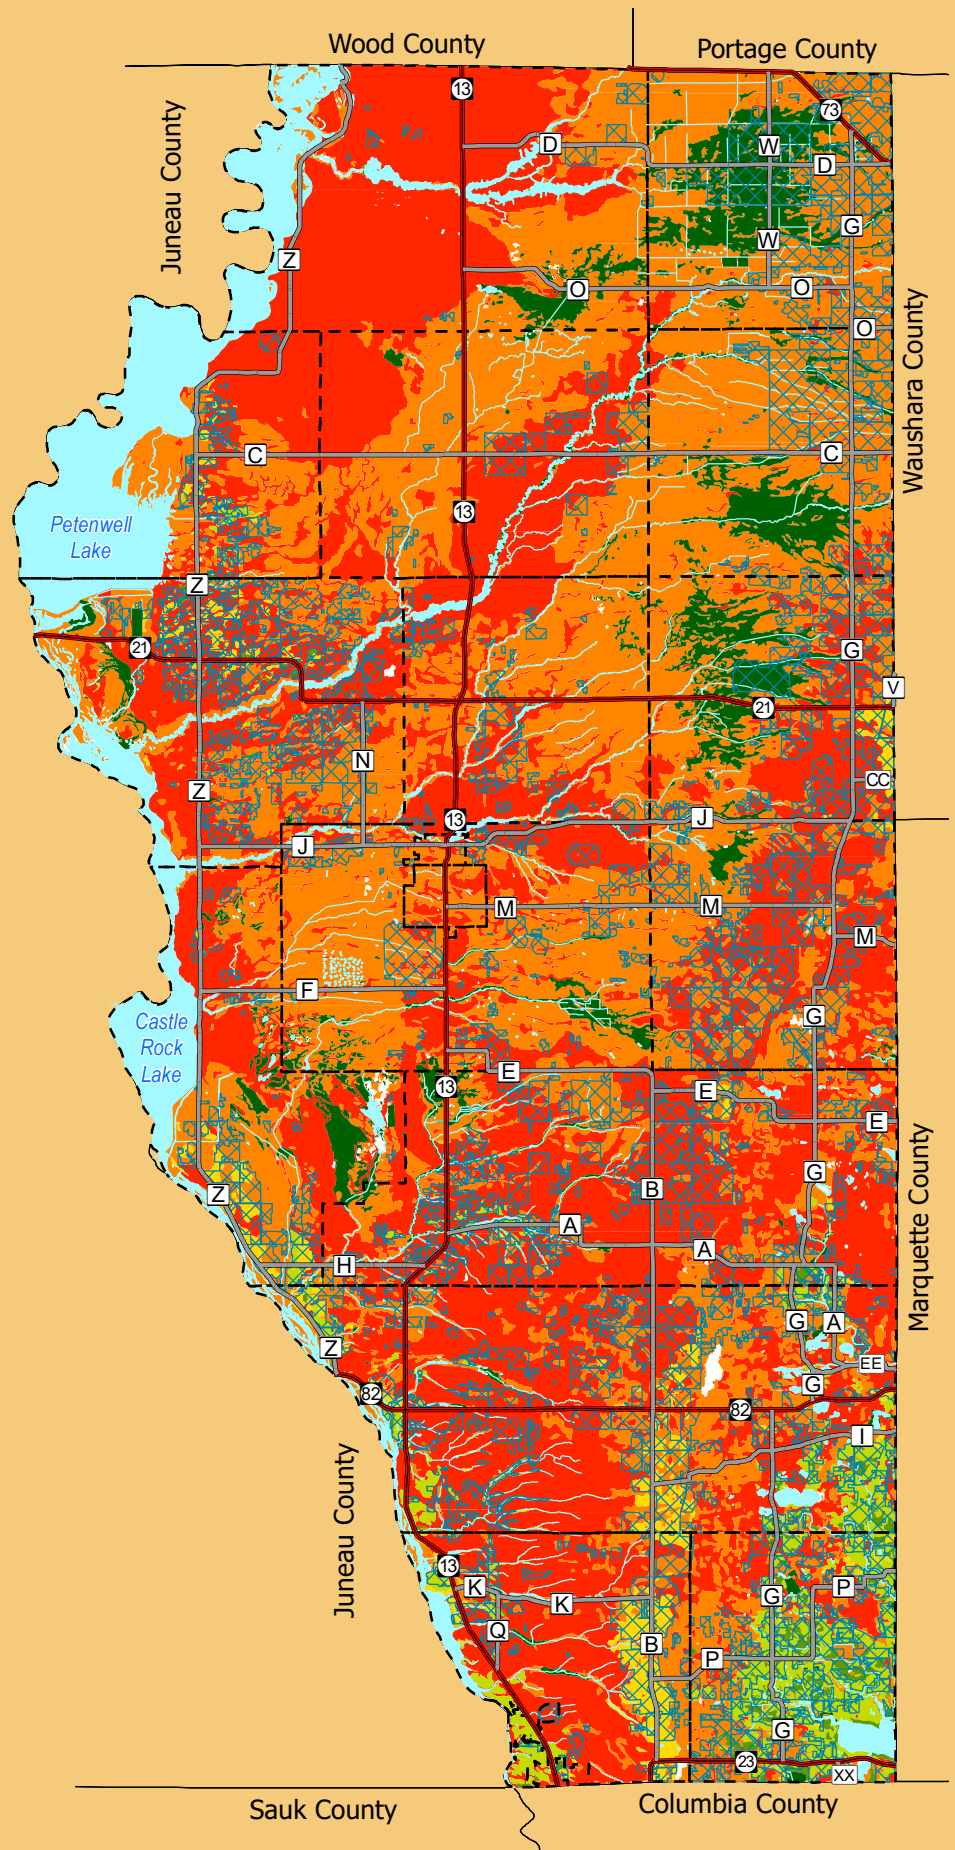 Wood County
Portage County
13
73
Juneau County
D
W
D
W
G
Z
O
O
O
Waushara County
C
C
13
Petenwell
Lake
Z
21
G
V
21
N
CC
Z
13
J
J
M
M
M
F
G
Castle
Rock
Lake
E
13
E
E
Marquette County
G
B
Z
A
A
H
G
A
Z
EE
G
82
82
I
Juneau County
13
K
K
G
P
Q
B
P
G
23
XX
Sauk County
Columbia County